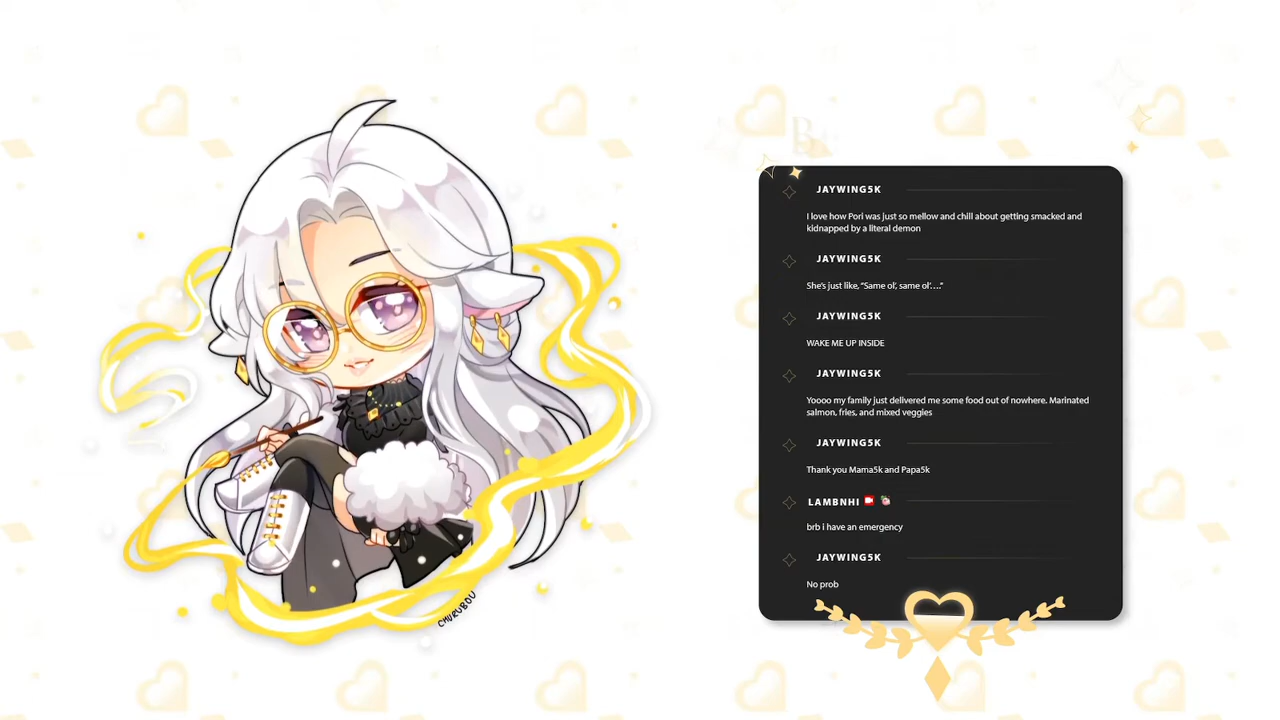 B
JAYWING5K
I love how Pori was just so mellow and chill about getting smacked and
kidnapped by a literal demon
JAYWING5K
She's just like, "Same ol', same ol'...."
JAYWING5K
WAKE ME UP INSIDE
JAYWING5K
Yoooo my family just delivered me some food out of nowhere. Marinated
salmon, fries, and mixed veggies
JAYWING5K
Thank you Mama5k and Papa5k
LAMBNHI
brb i have an emergency
JAYWING5K
No prob
CHURUBOU